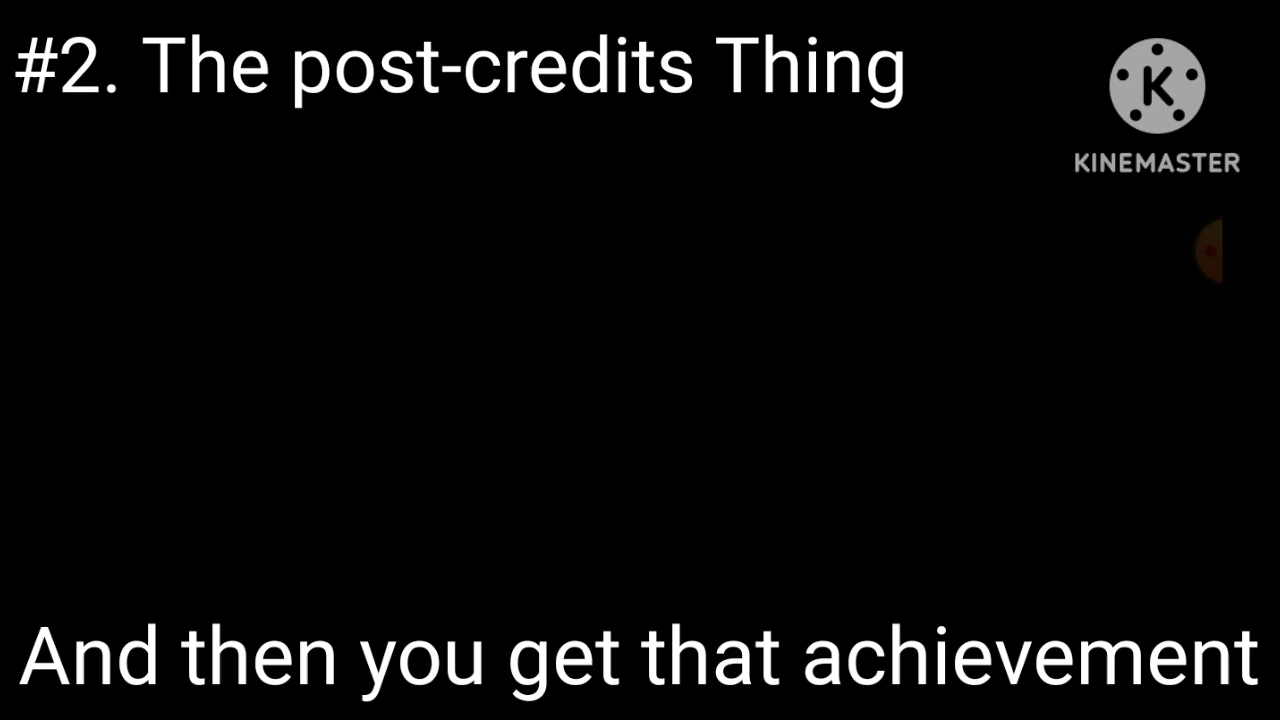 #2. The post-credits Thing
K
KINEMASTER
And then you get that achievement